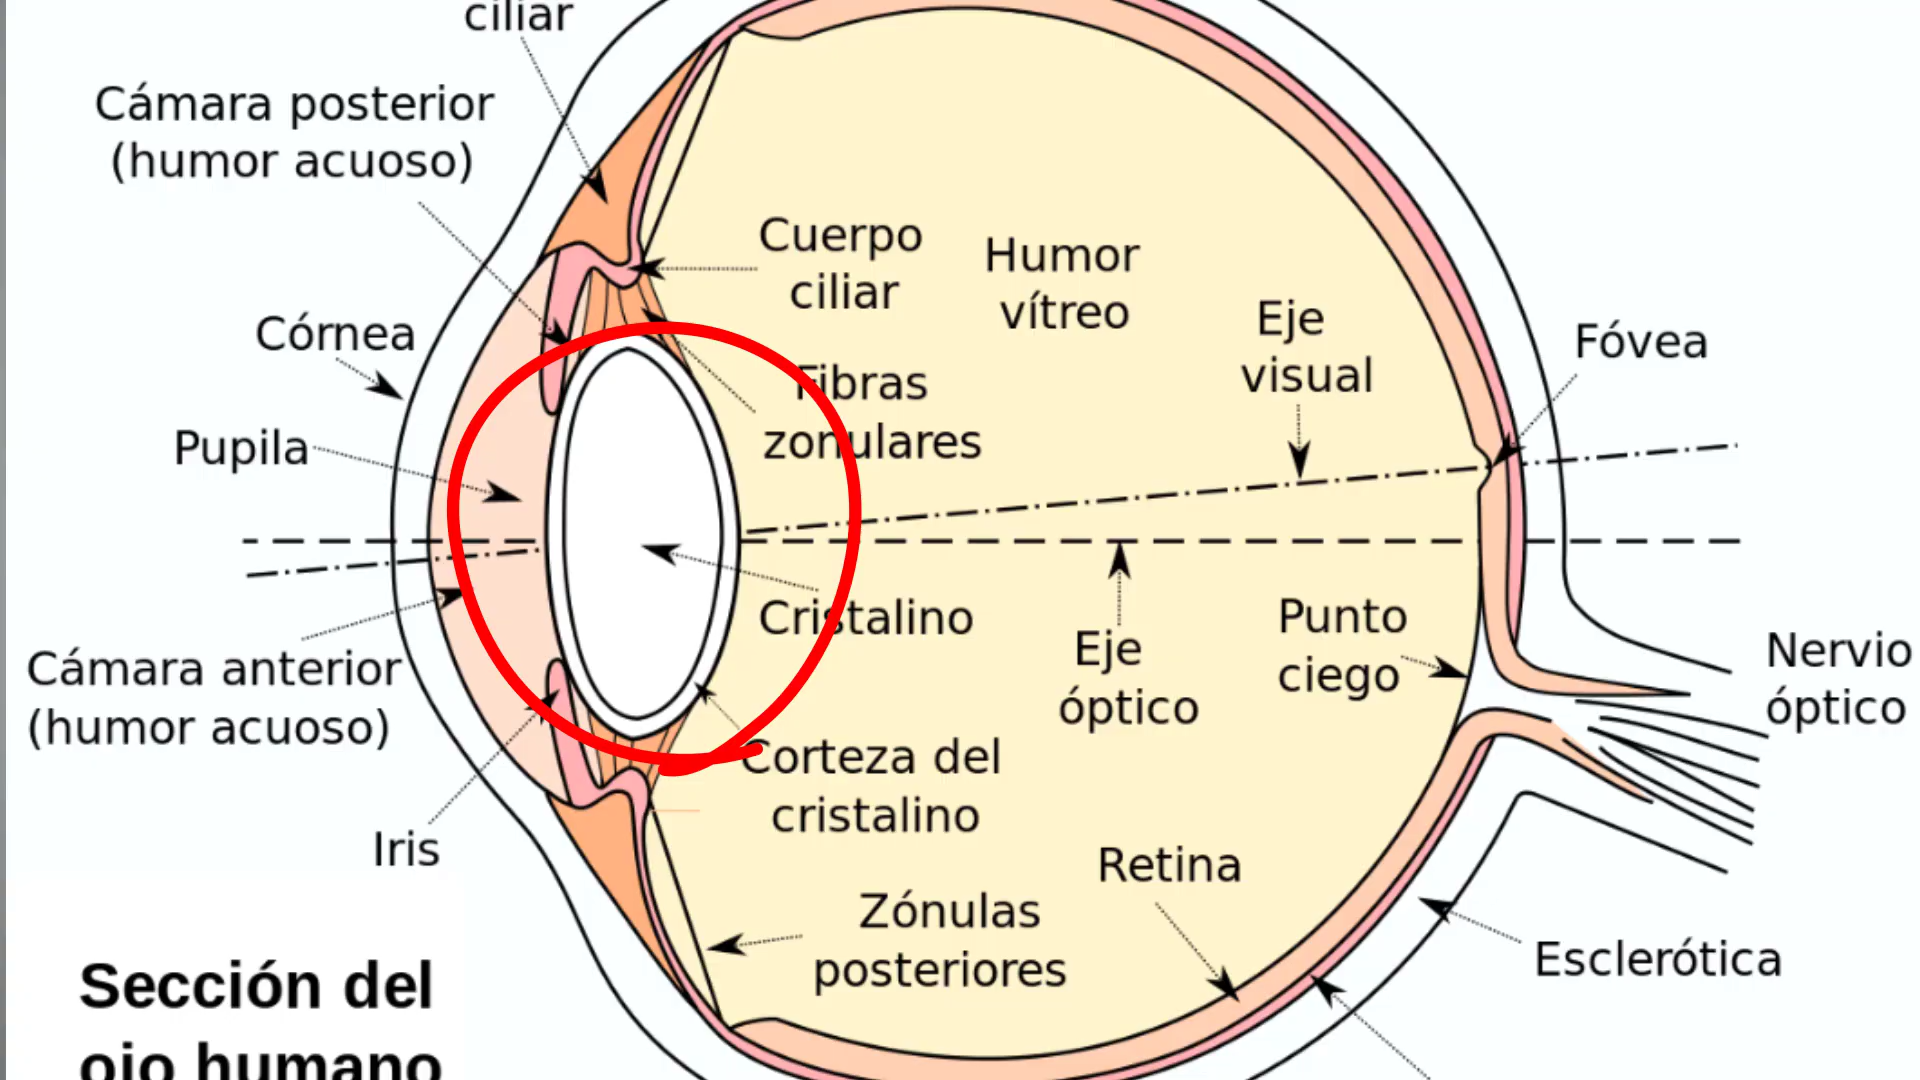 ciliar
Cámara posterior
(humor acuoso)
Cuerpo
ciliar
Humor
vítreo
Eje
visual
Fóvea
Córnea
Fibras
zonulares
Pupila
Cristalino
Eje
óptico
Punto
ciego
Nervio
óptico
Cámara anterior
(humor acuoso)
Corteza del
cristalino
Iris
Retina
Zónulas
posteriores
Esclerótica
Sección del
ojo humano